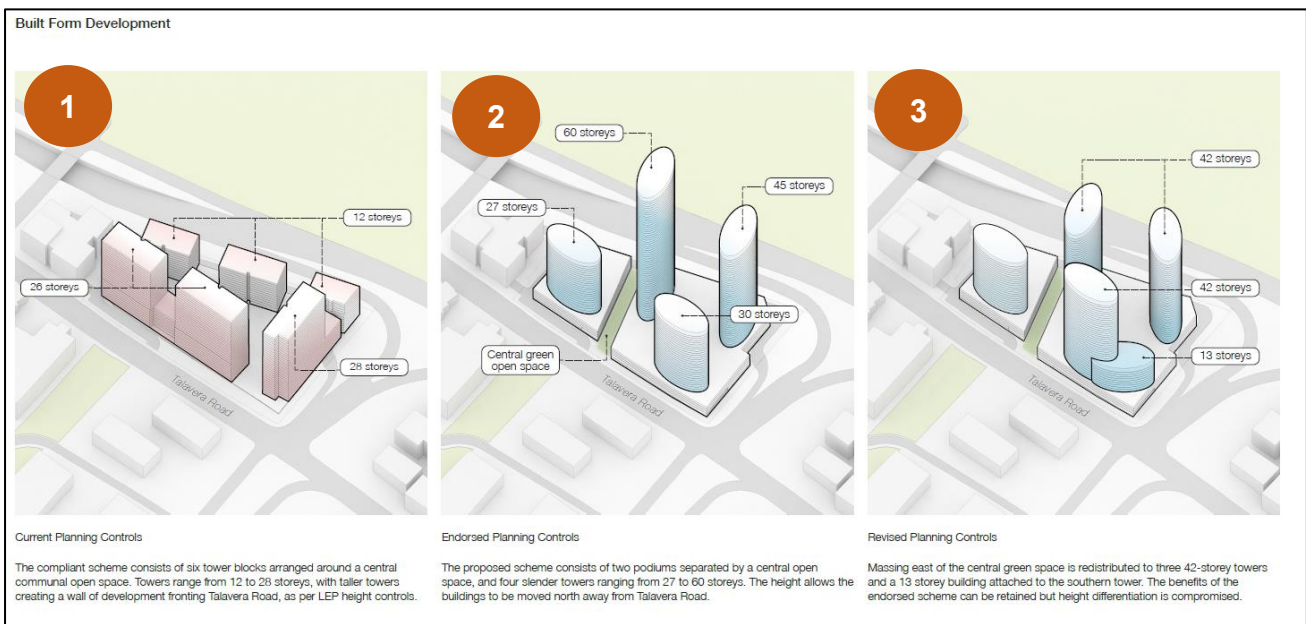 Built Form Development
1
12 storeys
26 storeys
28 storeys
Talavera Road
Current Planning Controls
The compliant scheme consists of six tower blocks arranged around a central
communal open space. Towers range from 12 to 28 storeys, with taller towers
creating a wall of development fronting Talavera Road, as per LEP height controls.
2
60 storeys
45 storeys
27 storeys
30 storeys
Central green
open space
Talavera Road
Endorsed Planning Controls
The proposed scheme consists of two podiums separated by a central open
space, and four slender towers ranging from 27 to 60 storeys. The height allows the
buildings to be moved north away from Talavera Road.
3
42 storeys
42 storeys
13 storeys
Talavera Road
Revised Planning Controls
Massing east of the central green space is redistributed to three 42-storey towers
and a 13 storey building attached to the southern tower. The benefits of the
endorsed scheme can be retained but height differentiation is compromised.